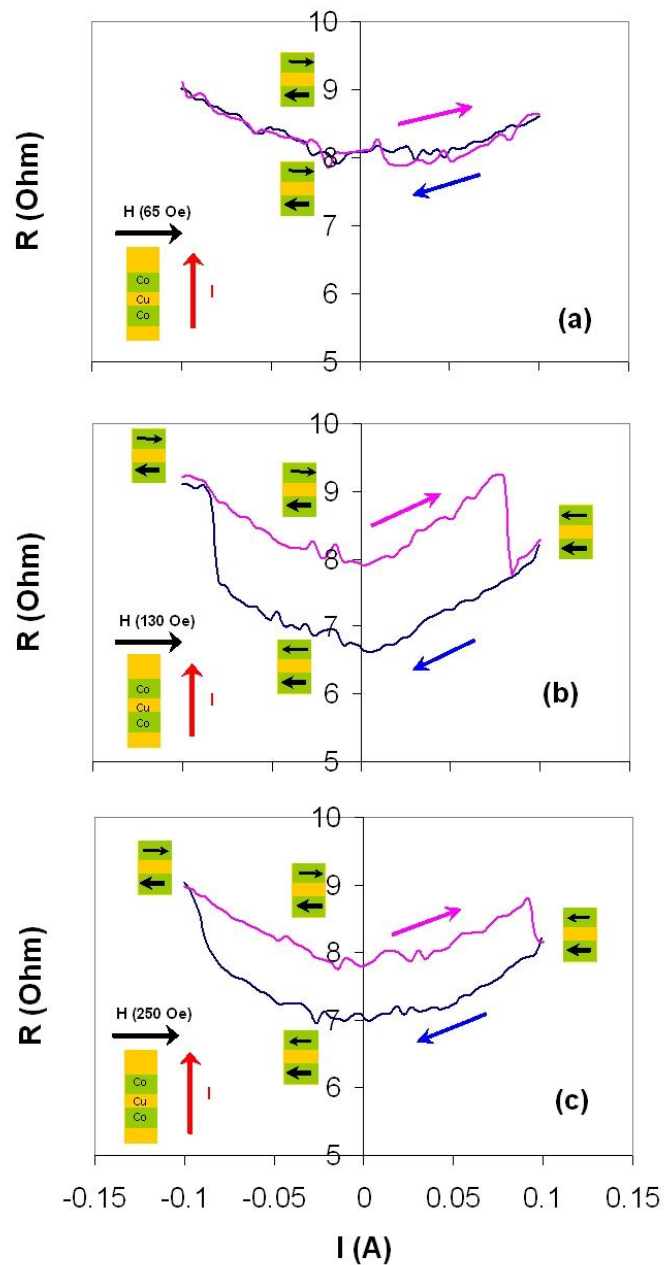 10
9
8
7
6
5
R (Ohm)
H (65 Oe)
Co
Cu
Co
I
(a)
10
9
8
7
6
5
R (Ohm)
H (130 Oe)
Co
Cu
Co
I
(b)
10
9
8
7
6
5
R (Ohm)
H (250 Oe)
Co
Cu
Co
I
(c)
-0.15 -0.1 -0.05 0 0.05 0.1 0.15
I (A)